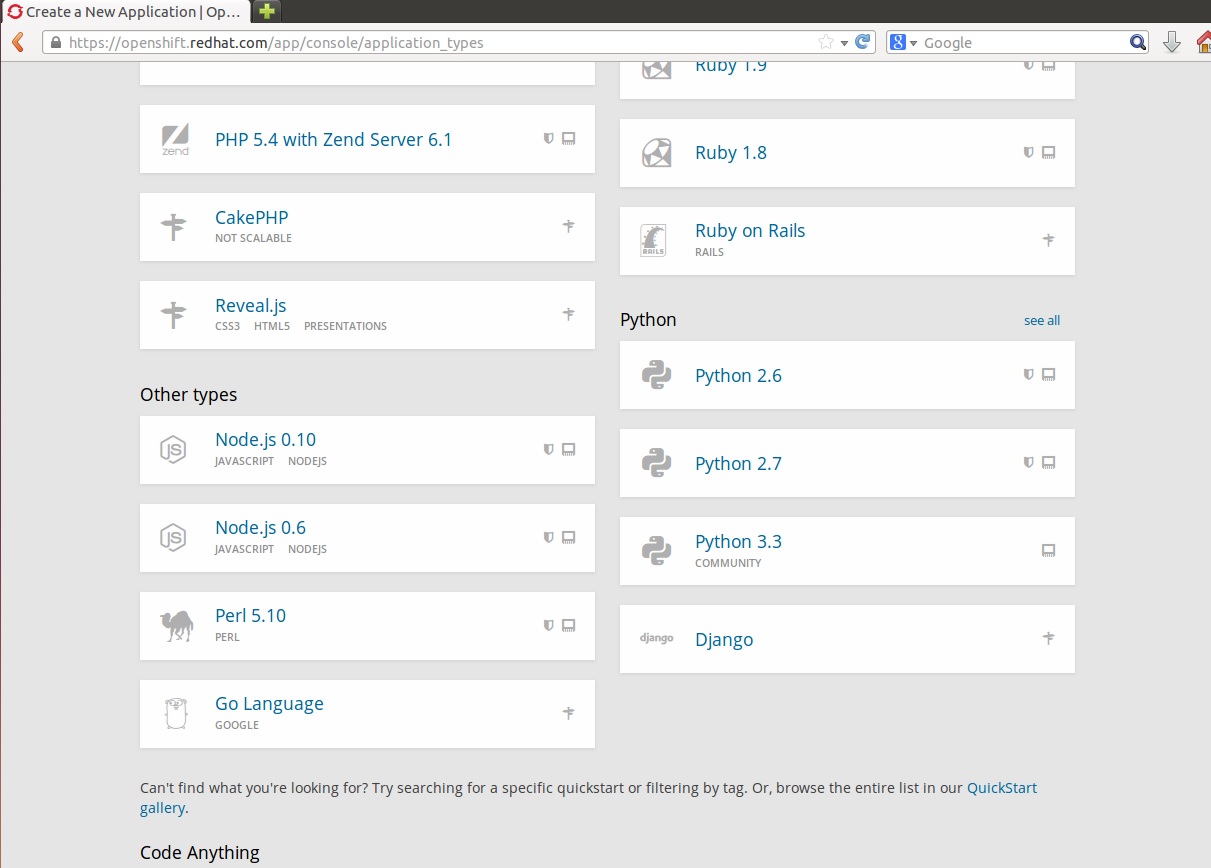 Create a New Application | Op...
https://openshift.redhat.com/app/console/application_types
8
Google
zend
PHP 5.4 with Zend Server 6.1
CakePHP
NOT SCALABLE
Reveal.js
CSS3 HTML5 PRESENTATIONS
Other types
JS
Node.js 0.10
JAVASCRIPT NODEJS
JS
Node.js 0.6
JAVASCRIPT NODEJS
Perl 5.10
PERL
Go Language
GOOGLE
Ruby 1.9
Ruby 1.8
RAILS
Ruby on Rails
RAILS
Python
see all
Python 2.6
Python 2.7
Python 3.3
COMMUNITY
django
Django
Can't find what you're looking for? Try searching for a specific quickstart or filtering by tag. Or, browse the entire list in our QuickStart
gallery.
Code Anything